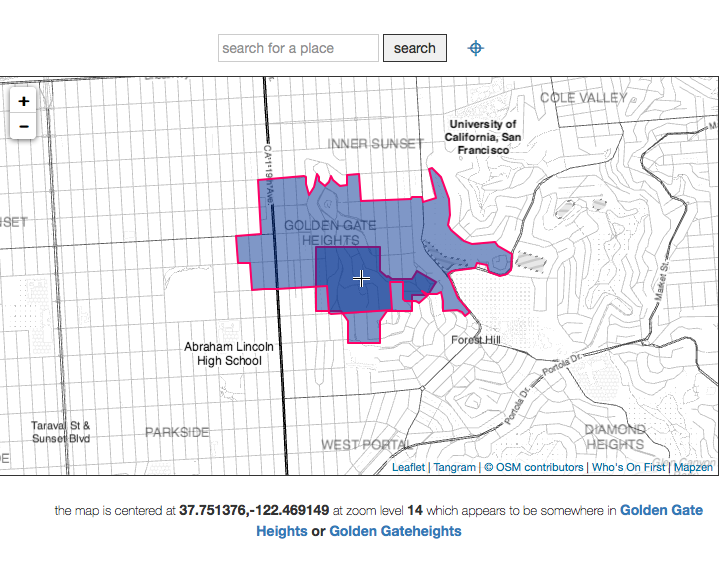 search for a place
search
+
−
COLE VALLEY
University of
California, San
Francisco
INNER SUNSET
CA 1;19th Ave.
GOLDEN GATE
HEIGHTS
Market St.
Abraham Lincoln
High School
Forest Hill
Portola Dr.
Portola Dr.
Taraval St &
Sunset Blvd
PARKSIDE
WEST PORTAL
DIAMOND
HEIGHTS
Leaflet | Tangram | © OSM contributors | Who's On First | Mapzen
the map is centered at 37.751376,-122.469149 at zoom level 14 which appears to be somewhere in Golden Gate
Heights or Golden Gateheights